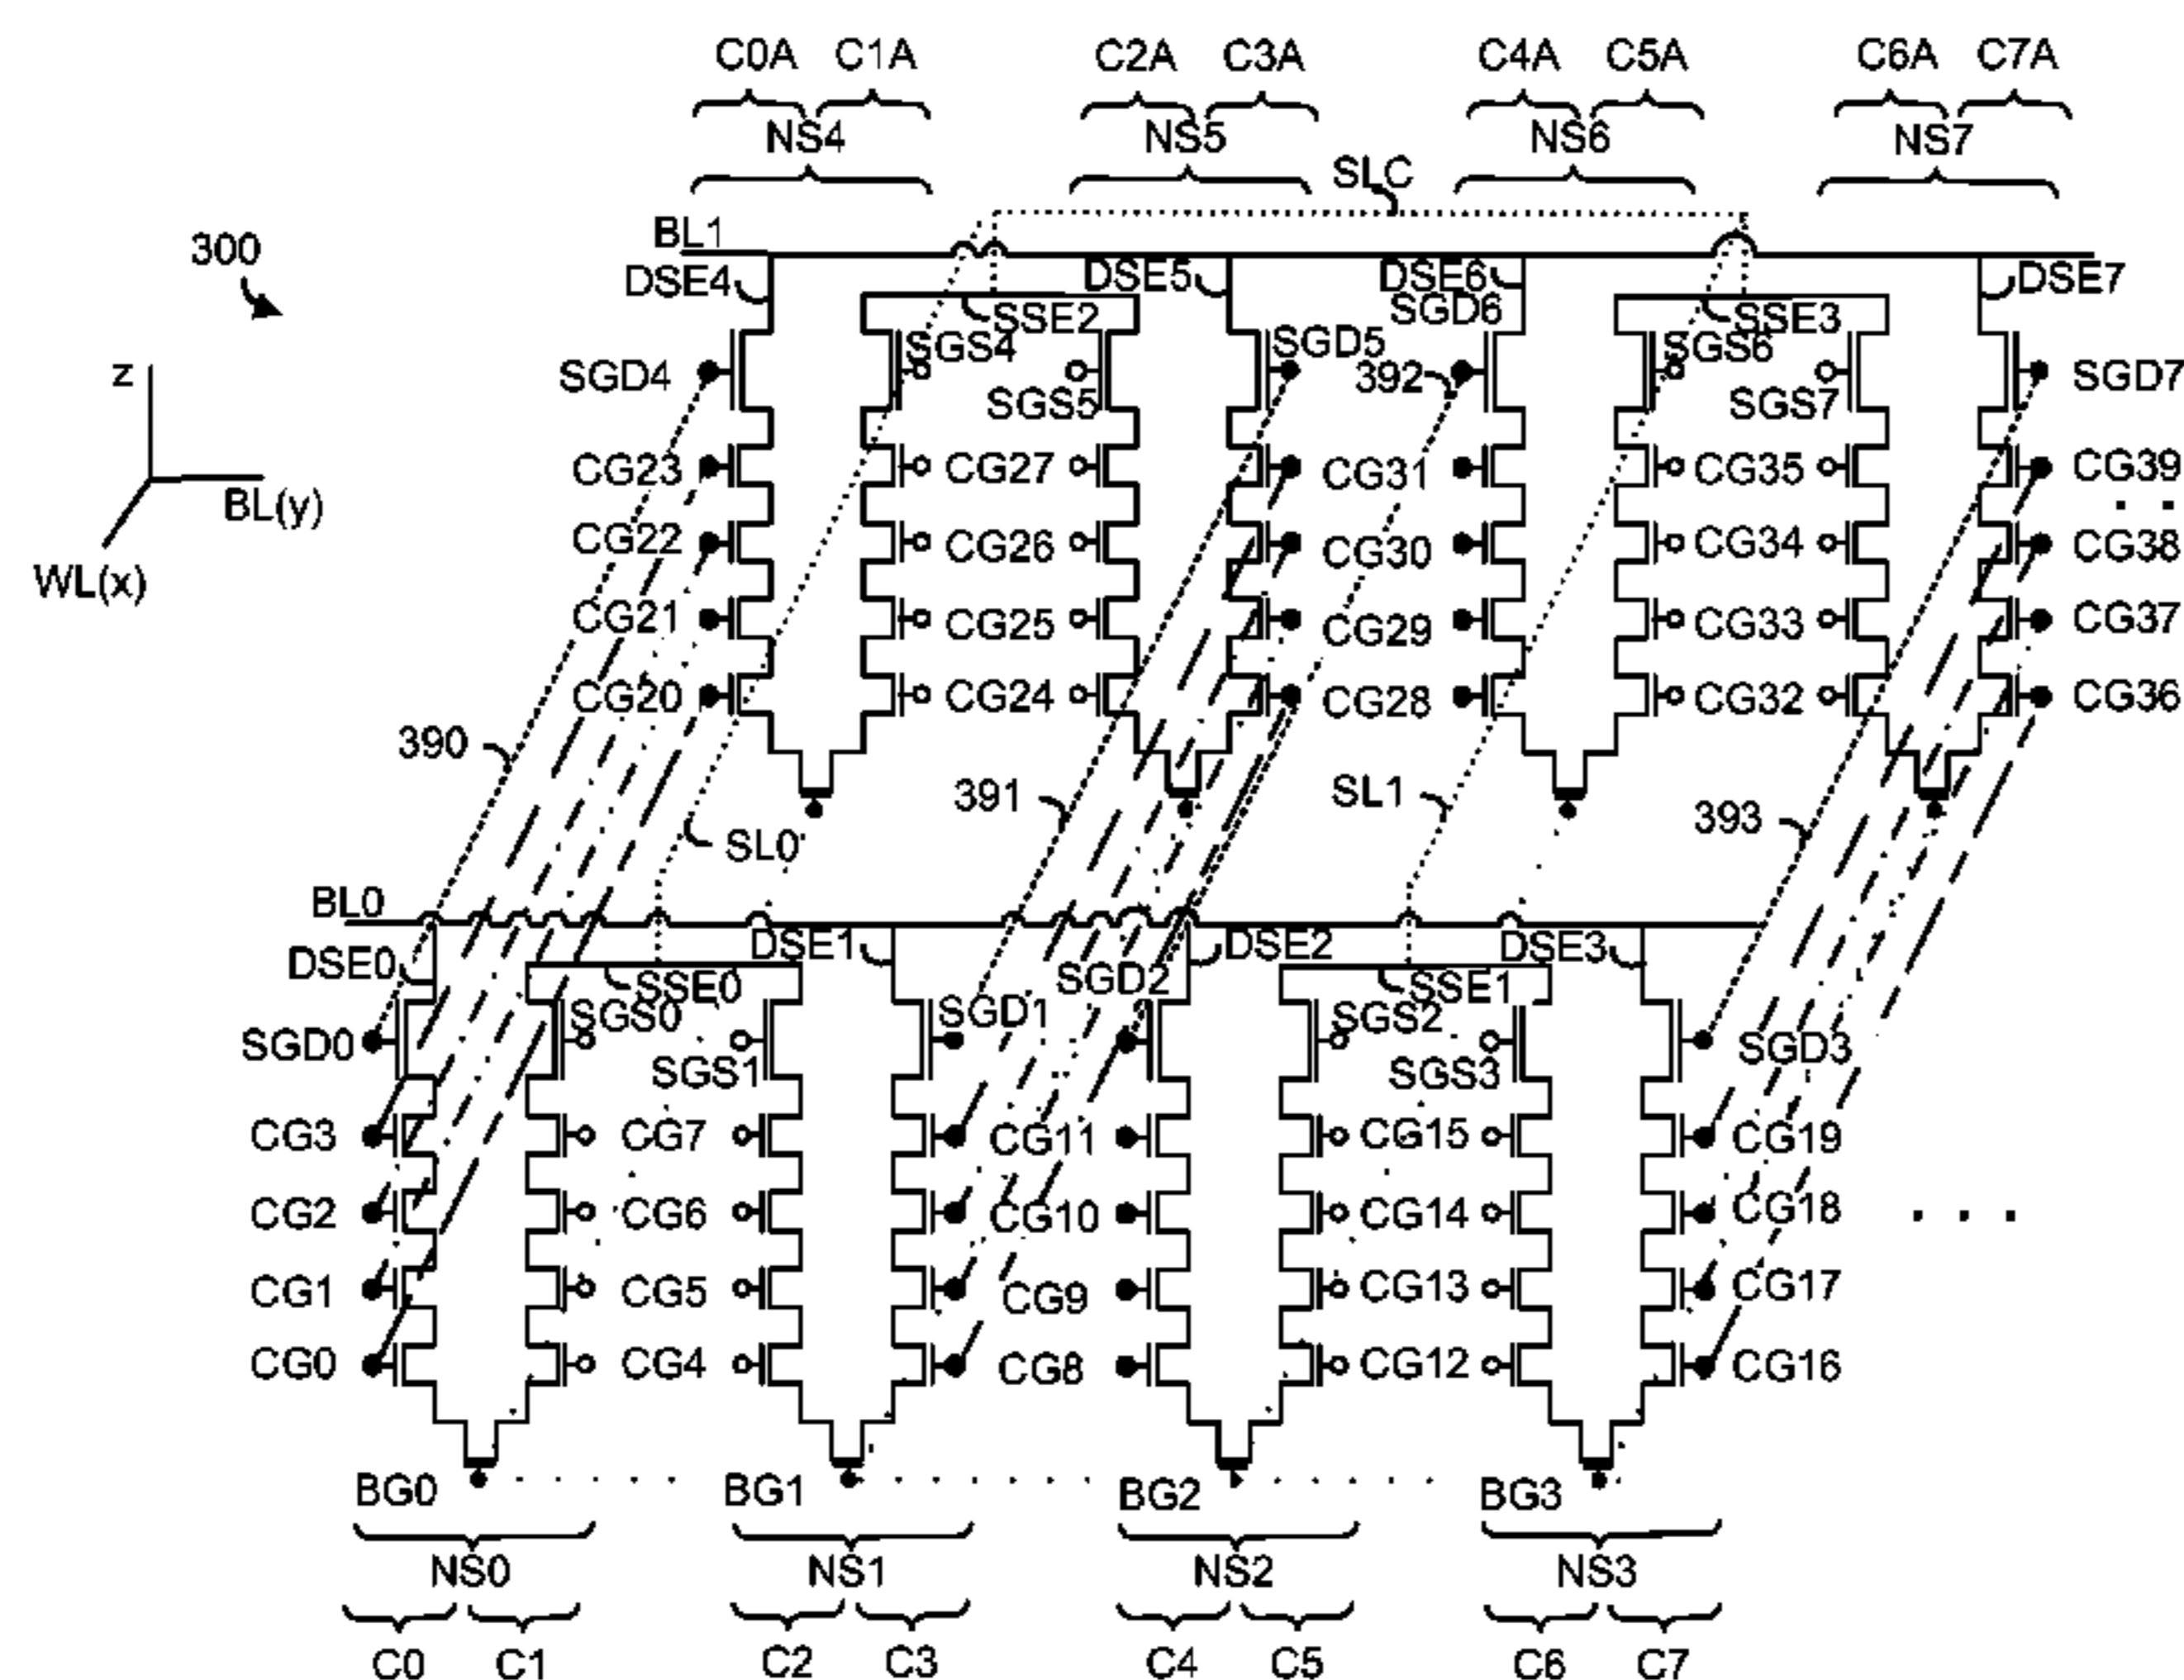 C0A C1A C2A C3A C4A C5A C6A C7A
NS4 NS5 NS6 NS7
SLC
300
BL1
DSE4 DSE5 DSE6 DSE7
SSE2 SSE3
SGD4 SGS4 SGS5 SGD5 392 SGD6 SGS6 SGS7 SGD7
z
BL(y)
WL(x)
CG23 CG27 CG31 CG35 CG39
CG22 CG26 CG30 CG34 CG38
CG21 CG25 CG29 CG33 CG37
CG20 CG24 CG28 CG32 CG36
390 391 SL1 393
SL0
BL0
DSE0 DSE1 DSE2 DSE3
SSE0 SSE1
SGD0 SGS0 SGS1 SGD1 SGD2 SGS2 SGS3 SGD3
CG3 CG7 CG11 CG15 CG19
CG2 CG6 CG10 CG14 CG18
CG1 CG5 CG9 CG13 CG17
CG0 CG4 CG8 CG12 CG16
. . .
BG0 BG1 BG2 BG3
NS0 NS1 NS2 NS3
C0 C1 C2 C3 C4 C5 C6 C7